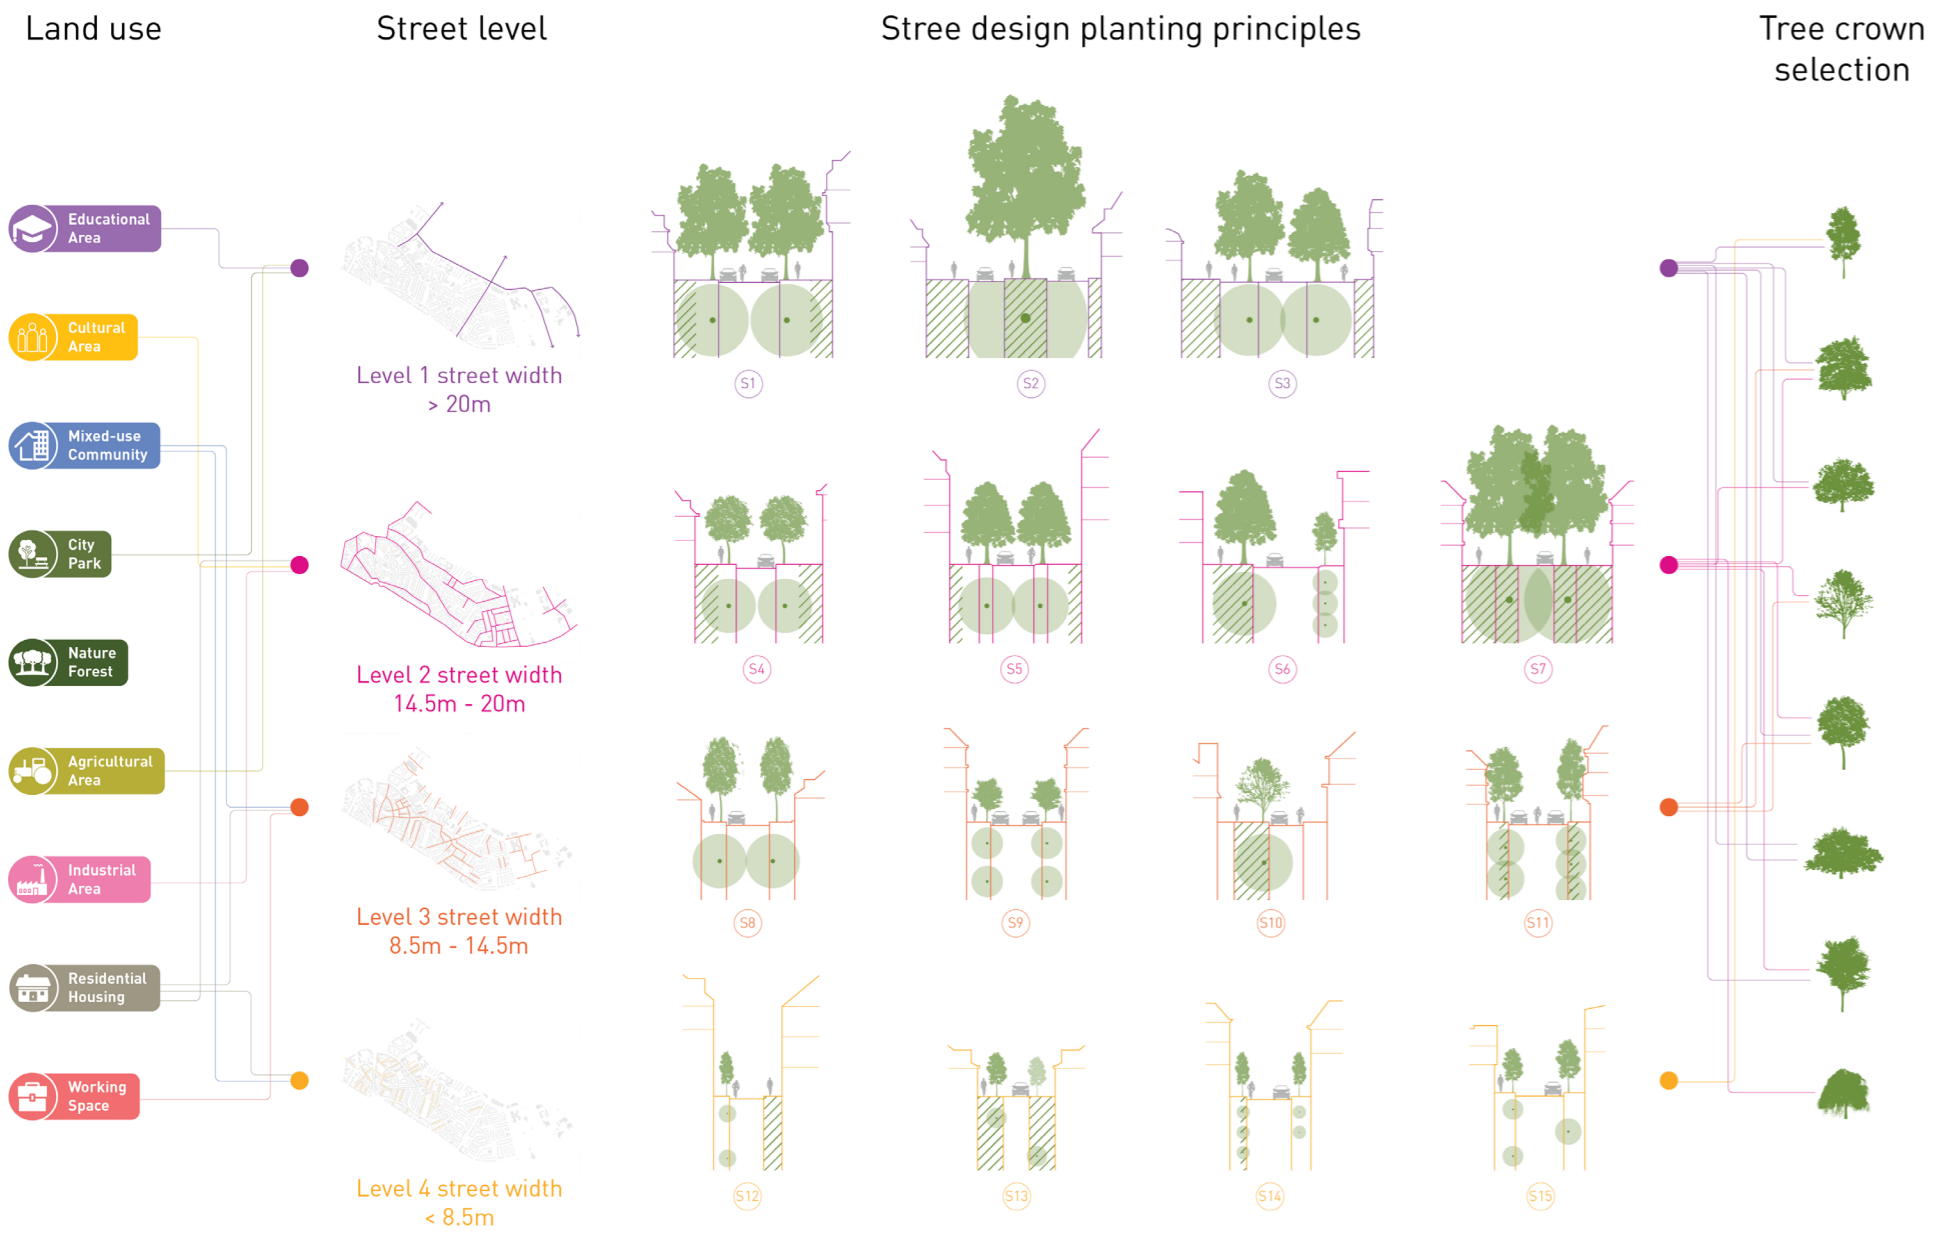 Land use
Street level
Stree design planting principles
Tree crown
selection
Educational
Area
Cultural
Area
Mixed-use
Community
City
Park
Nature
Forest
Agricultural
Area
Industrial
Area
Residential
Housing
Working
Space
Level 1 street width
> 20m
S1
S2
S3
Level 2 street width
14.5m - 20m
S4
S5
S6
S7
Level 3 street width
8.5m - 14.5m
S8
S9
S10
S11
Level 4 street width
< 8.5m
S12
S13
S14
S15